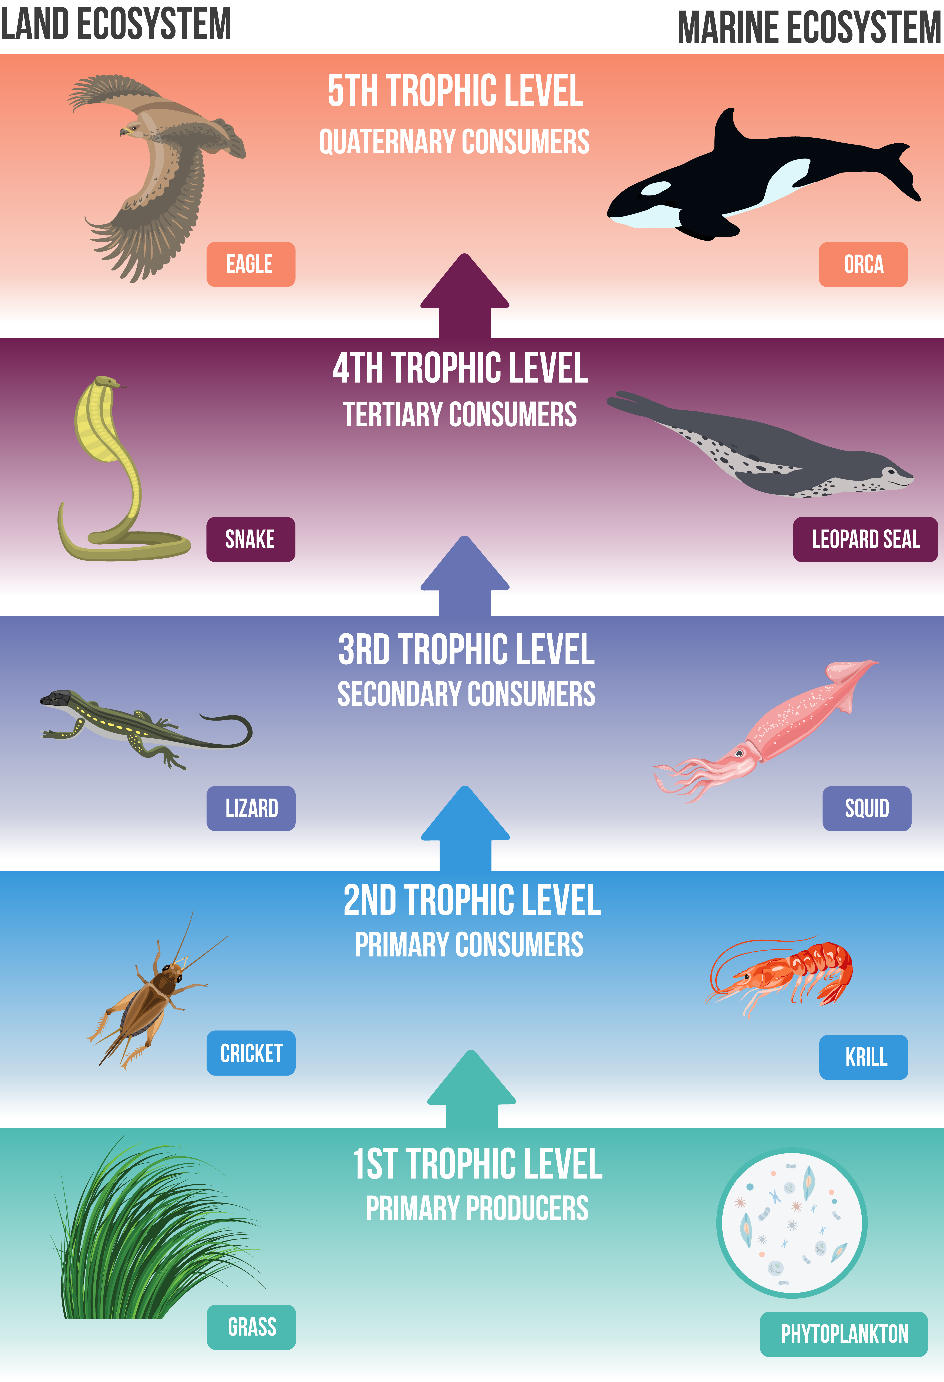 LAND ECOSYSTEM
MARINE ECOSYSTEM
5TH TROPHIC LEVEL
QUATERNARY CONSUMERS
EAGLE
ORCA
4TH TROPHIC LEVEL
TERTIARY CONSUMERS
SNAKE
LEOPARD SEAL
3RD TROPHIC LEVEL
SECONDARY CONSUMERS
LIZARD
SQUID
2ND TROPHIC LEVEL
PRIMARY CONSUMERS
CRICKET
KRILL
1ST TROPHIC LEVEL
PRIMARY PRODUCERS
GRASS
PHYTOPLANKTON